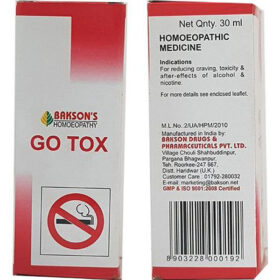 BAKSON'S
HOMOEOPATHY
GO TOX
Net Qnty. 30 ml
HOMOEOPATHIC
MEDICINE
Indications
For reducing craving, toxicity &
after-effects of alcohol &
nicotine.
For more details see enclosed leaflet.
M.L No. 2/UA/HPM/2010
Manufactured in India by:
BAKSON DRUGS &
PHARMACEUTICALS PVT. LTD.
Village Chouli Shahbuddinpur,
Pargana Bhagwanpur,
Teh. Roorkee-247 667,
Distt. Haridwar (U.K.)
Customer Care : 01792-280032
E-mail : marketing@bakson.net
GMP & ISO 9001:2008 Certified
8903228000192